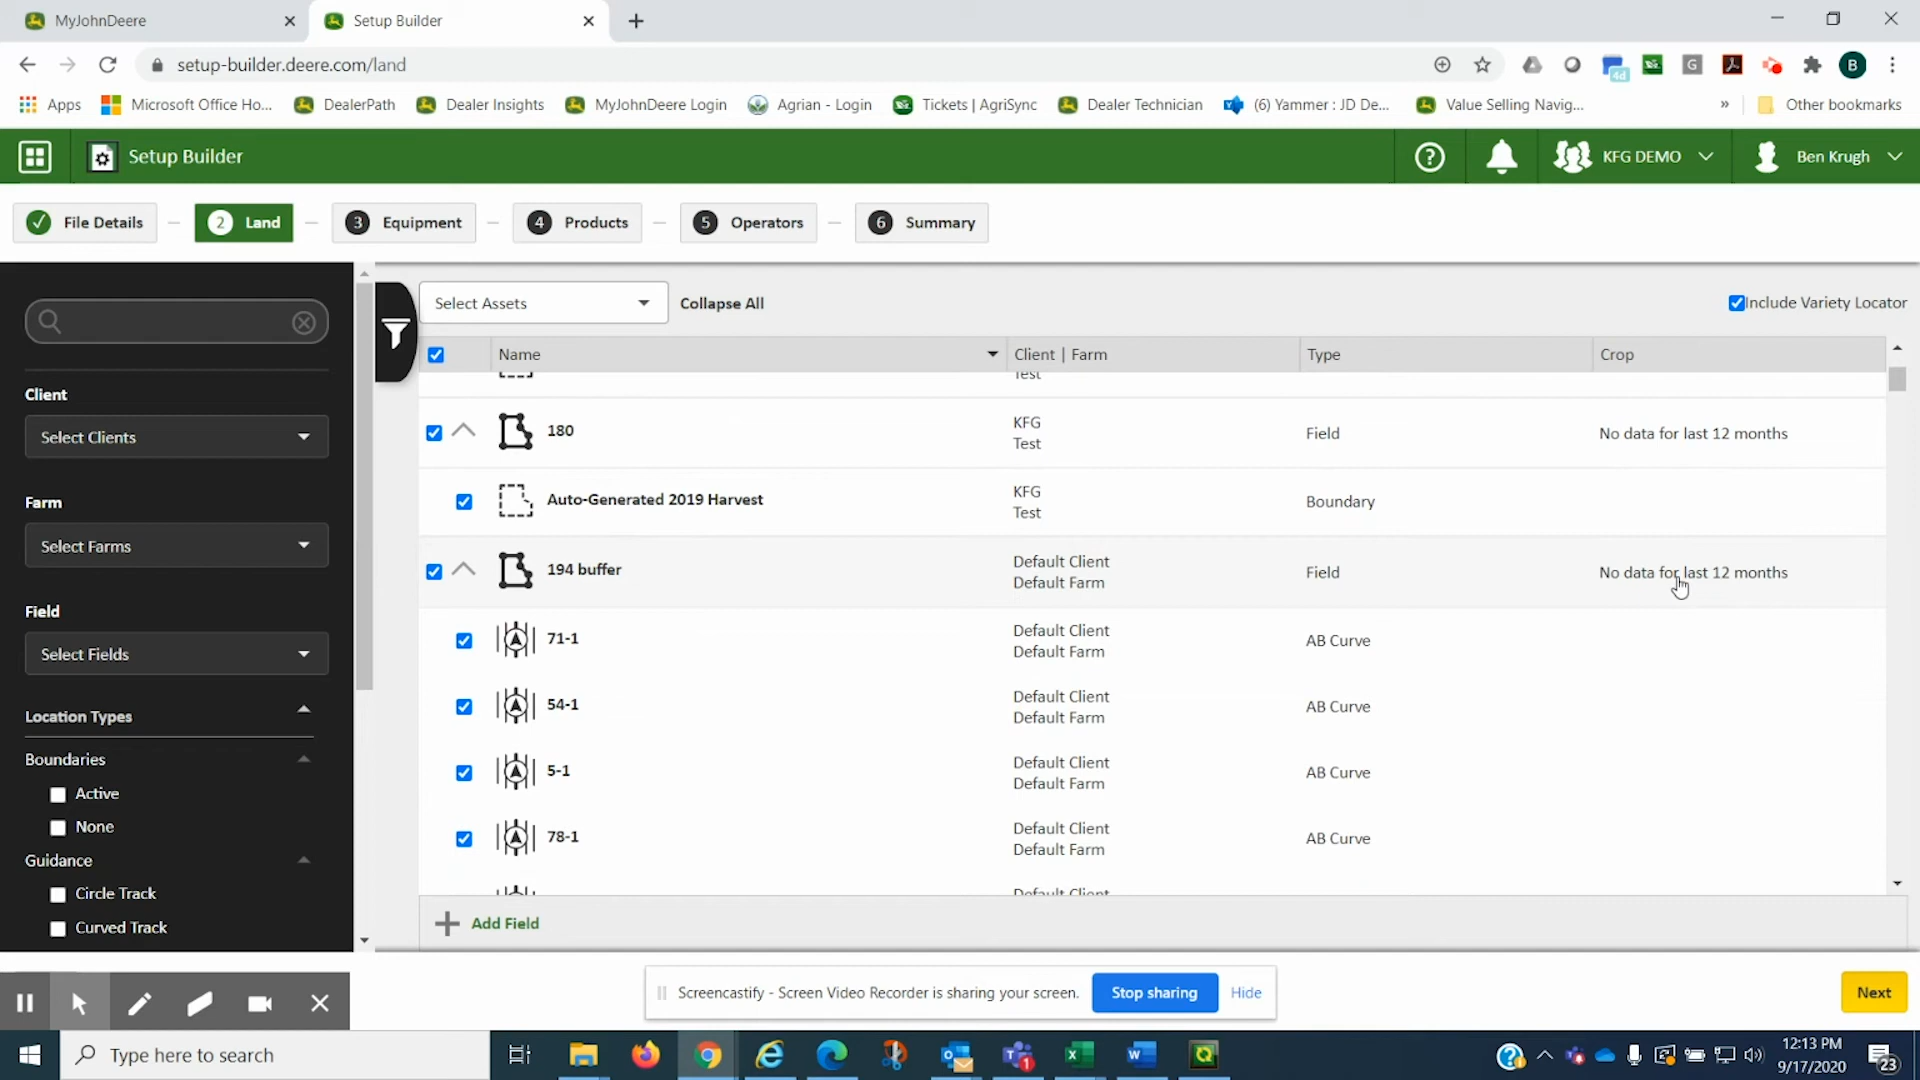 MyJohnDeere
Setup Builder
setup-builder.deere.com/land
4d
G
B
Apps
Microsoft Office Ho...
DealerPath
Dealer Insights
MyJohnDeere Login
Agrian - Login
Tickets | AgriSync
Dealer Technician
(6) Yammer : JD De...
Value Selling Navig...
»
Other bookmarks
Setup Builder
?
KFG DEMO
Ben Krugh
File Details
2 Land
3 Equipment
4 Products
5 Operators
6 Summary
Client
Select Clients
Farm
Select Farms
Field
Select Fields
Location Types
Boundaries
Active
None
Guidance
Circle Track
Curved Track
Select Assets
Collapse All
Include Variety Locator
Name
Client | Farm
Type
Crop
Test
180
KFG
Test
Field
No data for last 12 months
Auto-Generated 2019 Harvest
KFG
Test
Boundary
194 buffer
Default Client
Default Farm
Field
No data for last 12 months
71-1
Default Client
Default Farm
AB Curve
54-1
Default Client
Default Farm
AB Curve
5-1
Default Client
Default Farm
AB Curve
78-1
Default Client
Default Farm
AB Curve
Default Client
Add Field
Screencastify - Screen Video Recorder is sharing your screen.
Stop sharing
Hide
Next
Type here to search
12:13 PM
9/17/2020
23